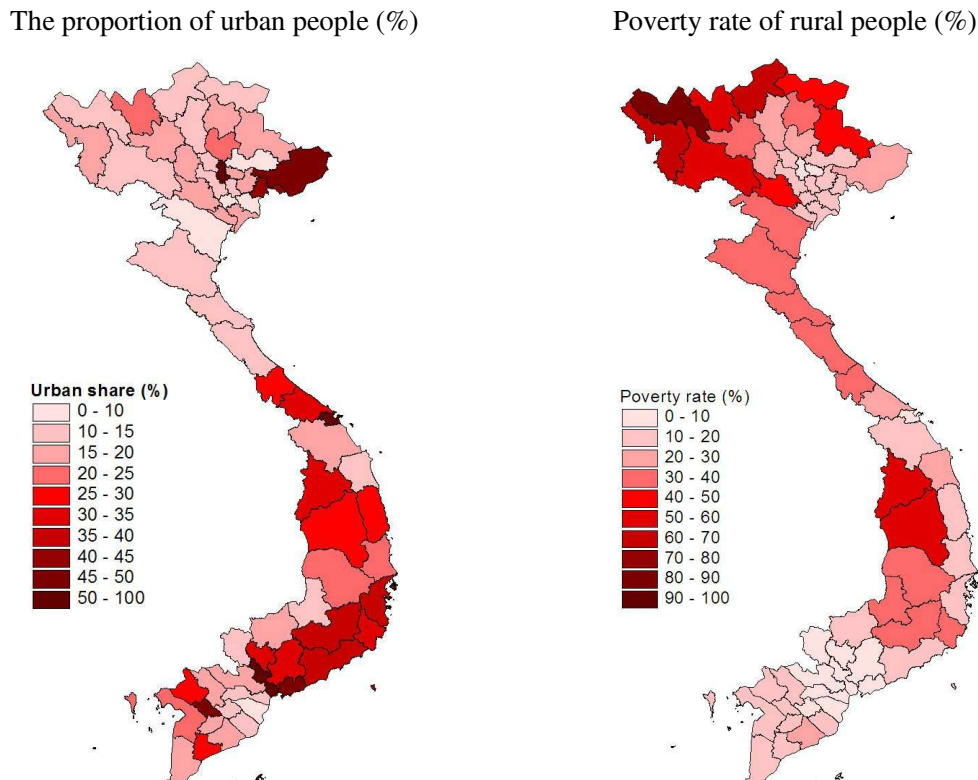 The proportion of urban people (%)
Poverty rate of rural people (%)
Urban share (%)
0 - 10
10 - 15
15 - 20
20 - 25
25 - 30
30 - 35
35 - 40
40 - 45
45 - 50
50 - 100
Poverty rate (%)
0 - 10
10 - 20
20 - 30
30 - 40
40 - 50
50 - 60
60 - 70
70 - 80
80 - 90
90 - 100